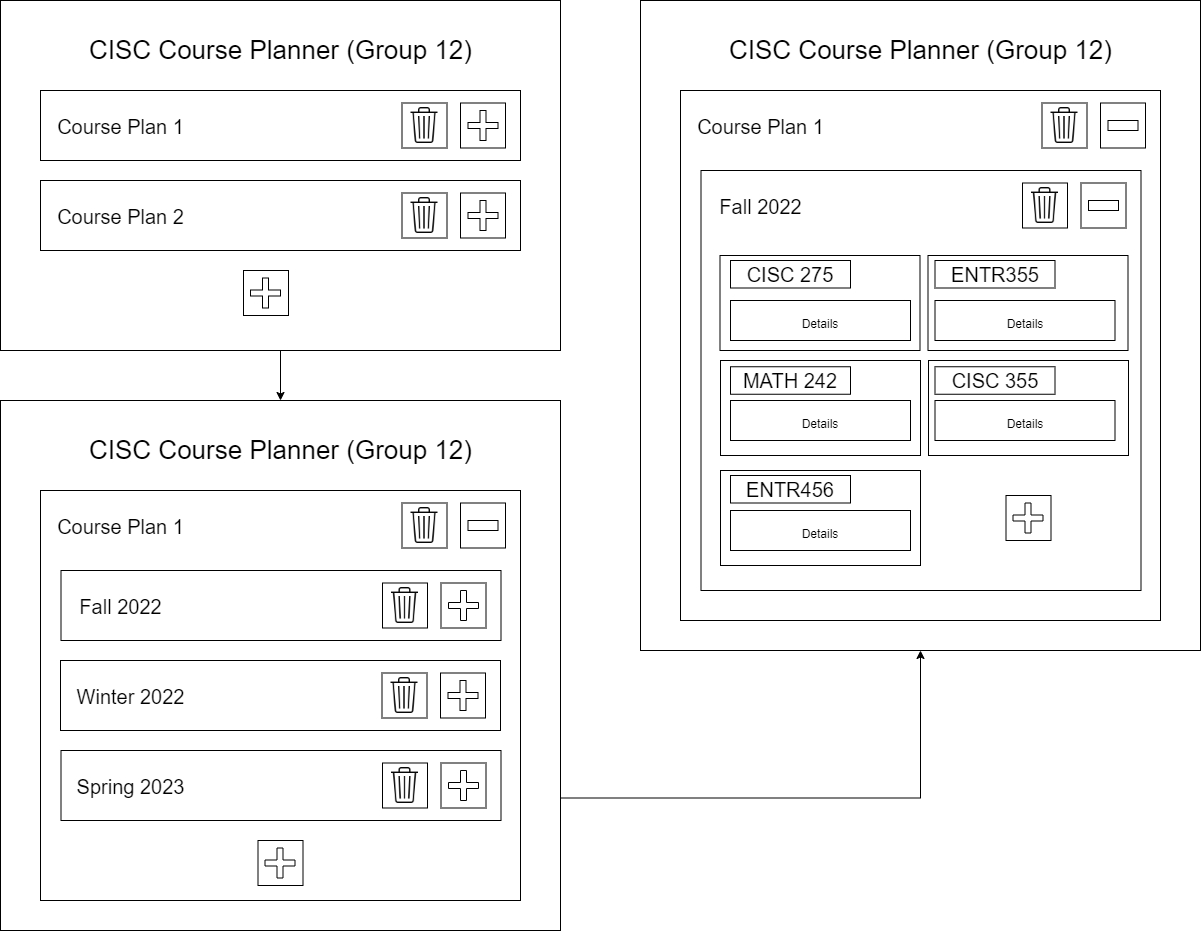 CISC Course Planner (Group 12)
Course Plan 1
Course Plan 2
CISC Course Planner (Group 12)
Course Plan 1
Fall 2022
Winter 2022
Spring 2023
CISC Course Planner (Group 12)
Course Plan 1
Fall 2022
CISC 275
Details
ENTR355
Details
MATH 242
Details
CISC 355
Details
ENTR456
Details